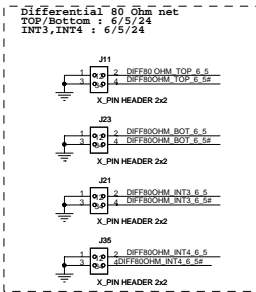 Differential 80 Ohm net
TOP/Bottom : 6/5/24
INT3,INT4 : 6/5/24
J11
1 2 DIFF80 OHM_TOP_6_5
3 4 DIFF80OHM_TOP_6_5#
X_PIN HEADER 2x2
J23
1 2 DIFF80OHM_BOT_6_5
3 4 DIFF80OHM_BOT_6_5#
X_PIN HEADER 2x2
J21
1 2 DIFF80OHM_INT3_6_5
3 4 DIFF80OHM_INT3_6_5#
X_PIN HEADER 2x2
J35
1 2 DIFF80OHM_INT4_6_5
3 4DIFF80OHM_INT4_6_5#
X_PIN HEADER 2x2